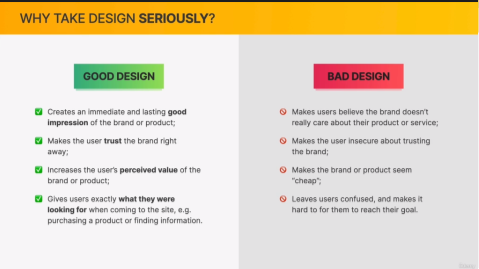 WHY TAKE DESIGN SERIOUSLY?
GOOD DESIGN
Creates an immediate and lasting good
impression of the brand or product;
Makes the user trust the brand right
away;
Increases the user's perceived value of the
brand or product;
Gives users exactly what they were
looking for when coming to the site, e.g.
purchasing a product or finding information.
BAD DESIGN
Makes users believe the brand doesn't
really care about their product or service;
Makes the user insecure about trusting
the brand;
Makes the brand or product seem
"cheap";
Leaves users confused, and makes it
hard to for them to reach their goal.